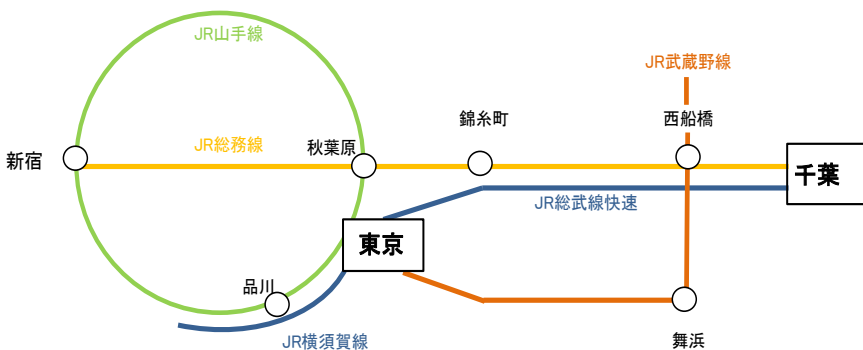 JR山手線
JR武蔵野線
錦糸町
西船橋
新宿
JR総務線
秋葉原
千葉
JR総武線快速
東京
品川
JR横須賀線
舞浜